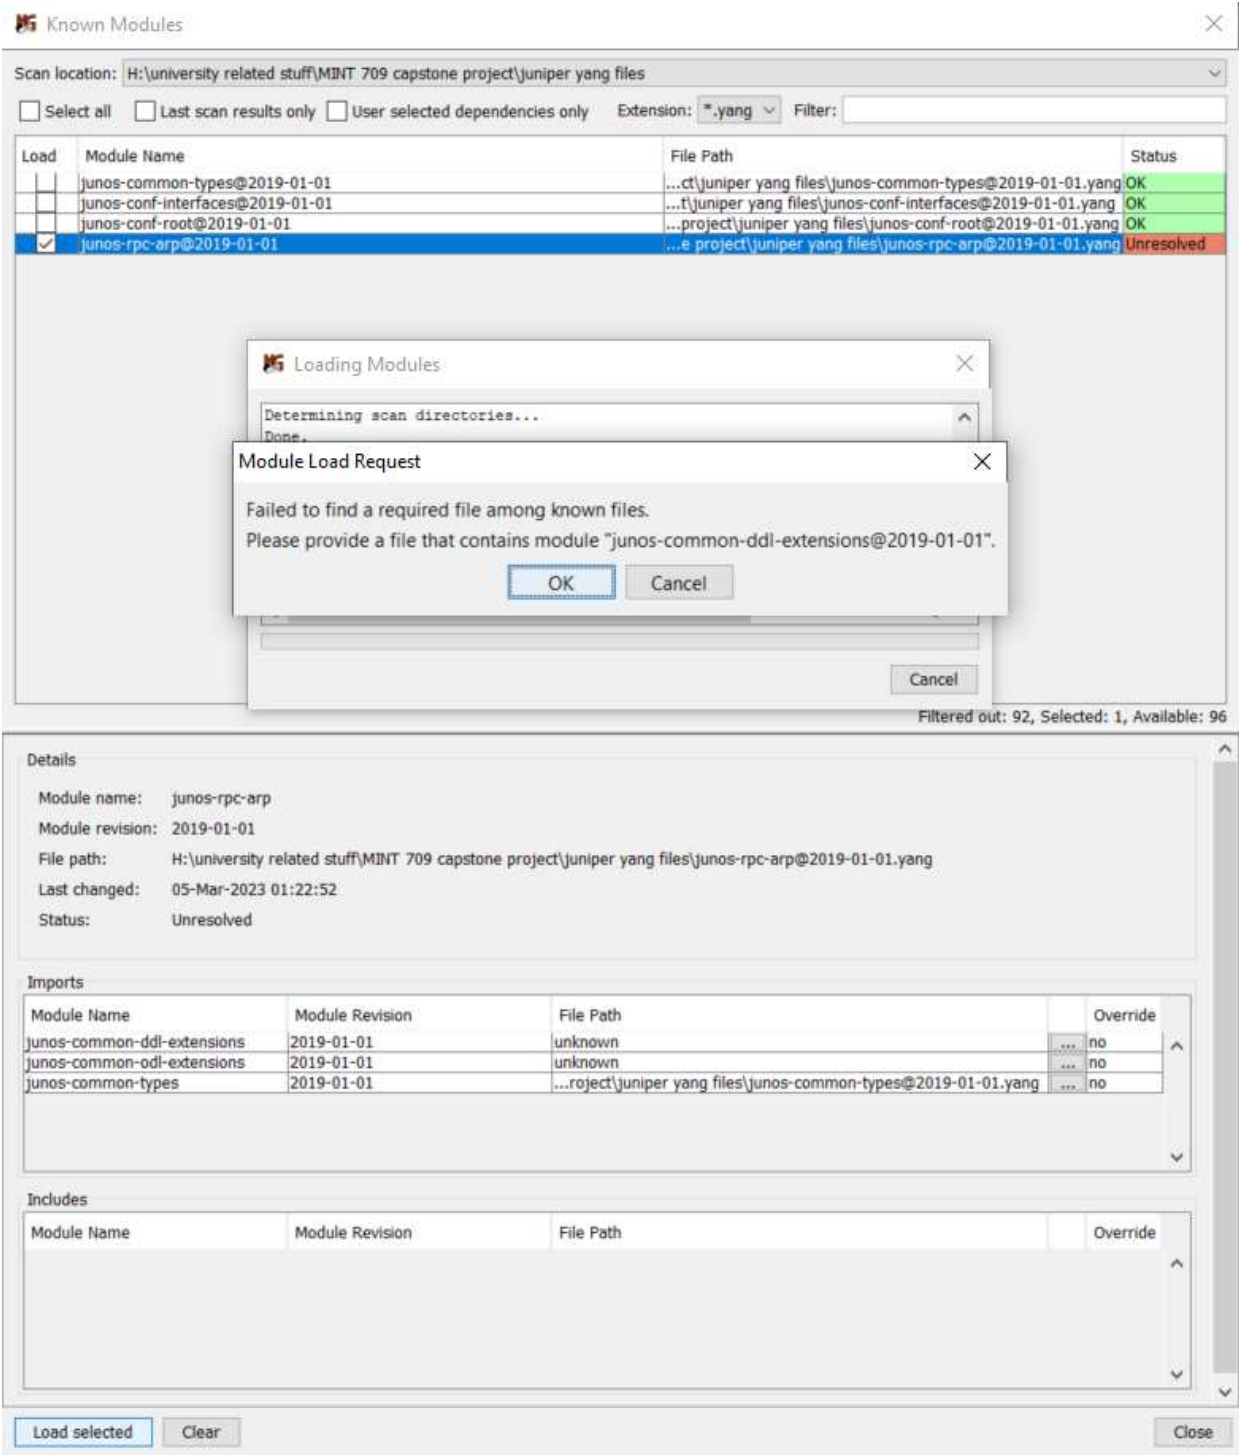 Known Modules
Scan location: H:\university related stuff\MINT 709 capstone project\juniper yang files
Select all Last scan results only User selected dependencies only Extension: *.yang Filter:
Load Module Name File Path Status
junos-common-types@2019-01-01 ...ct\juniper yang files\junos-common-types@2019-01-01.yang OK
junos-conf-interfaces@2019-01-01 ...t\juniper yang files\junos-conf-interfaces@2019-01-01.yang OK
junos-conf-root@2019-01-01 ...project\juniper yang files\junos-conf-root@2019-01-01.yang OK
junos-rpc-arp@2019-01-01 ...e project\juniper yang files\junos-rpc-arp@2019-01-01.yang Unresolved
Loading Modules
Determining scan directories...
Done.
Module Load Request
Failed to find a required file among known files.
Please provide a file that contains module "junos-common-ddl-extensions@2019-01-01".
OK Cancel
Cancel
Filtered out: 92, Selected: 1, Available: 96
Details
Module name: junos-rpc-arp
Module revision: 2019-01-01
File path: H:\university related stuff\MINT 709 capstone project\juniper yang files\junos-rpc-arp@2019-01-01.yang
Last changed: 05-Mar-2023 01:22:52
Status: Unresolved
Imports
Module Name Module Revision File Path Override
junos-common-ddl-extensions 2019-01-01 unknown ... no
junos-common-odl-extensions 2019-01-01 unknown ... no
junos-common-types 2019-01-01 ...roject\juniper yang files\junos-common-types@2019-01-01.yang ... no
Includes
Module Name Module Revision File Path Override
Load selected Clear Close